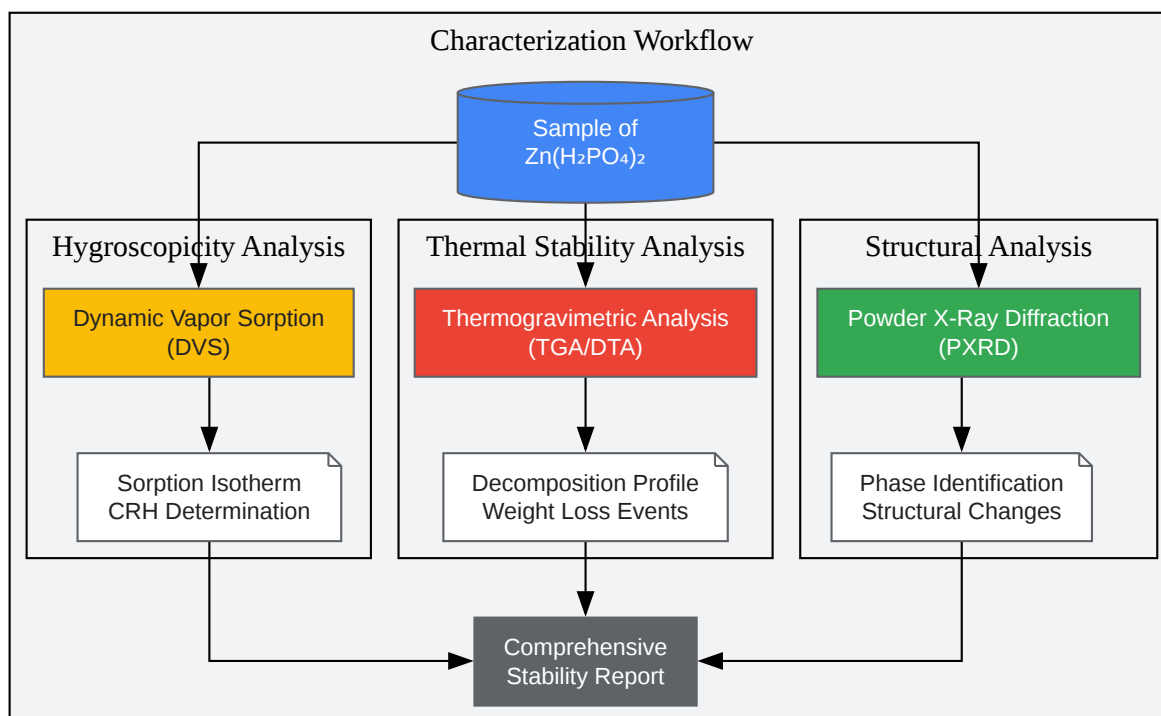 Characterization Workflow
Sample of
Zn(H₂PO₄)₂
Hygroscopicity Analysis
Dynamic Vapor Sorption
(DVS)
Sorption Isotherm
CRH Determination
Thermal Stability Analysis
Thermogravimetric Analysis
(TGA/DTA)
Decomposition Profile
Weight Loss Events
Structural Analysis
Powder X-Ray Diffraction
(PXRD)
Phase Identification
Structural Changes
Comprehensive
Stability Report